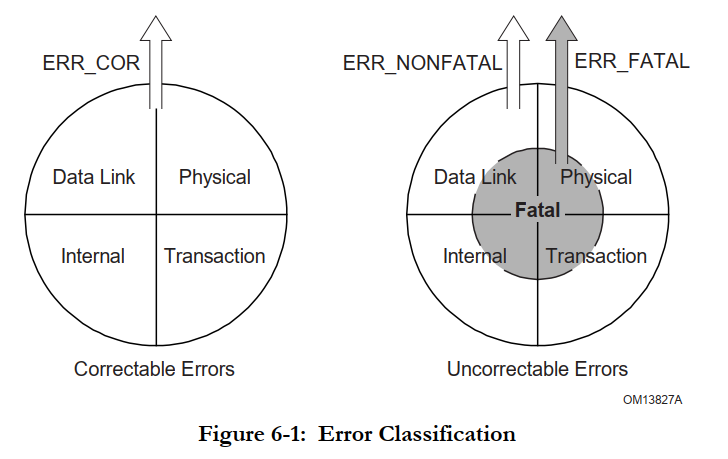 ERR_COR
ERR_NONFATAL
ERR_FATAL
Data Link
Physical
Internal
Transaction
Correctable Errors
Data Link
Physical
Fatal
Internal
Transaction
Uncorrectable Errors
OM13827A
Figure 6-1: Error Classification